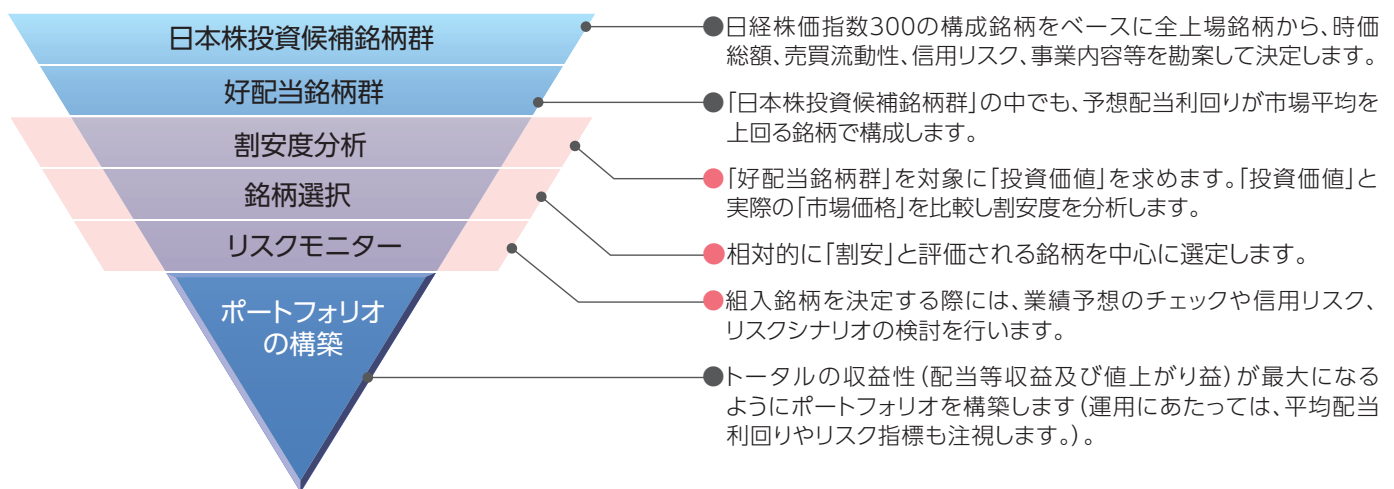 日本株投資候補銘柄群
好配当銘柄群
割安度分析
銘柄選択
リスクモニター
ポートフォリオ
の構築
●日経株価指数300の構成銘柄をベースに全上場銘柄から、時価
総額、売買流動性、信用リスク、事業内容等を勘案して決定します。
●「日本株投資候補銘柄群」の中でも、予想配当利回りが市場平均を
上回る銘柄で構成します。
●「好配当銘柄群」を対象に「投資価値」を求めます。「投資価値」と
実際の「市場価格」を比較し割安度を分析します。
●相対的に「割安」と評価される銘柄を中心に選定します。
●組入銘柄を決定する際には、業績予想のチェックや信用リスク、
リスクシナリオの検討を行います。
●トータルの収益性(配当等収益及び値上がり益)が最大になる
ようにポートフォリオを構築します(運用にあたっては、平均配当
利回りやリスク指標も注視します。)。